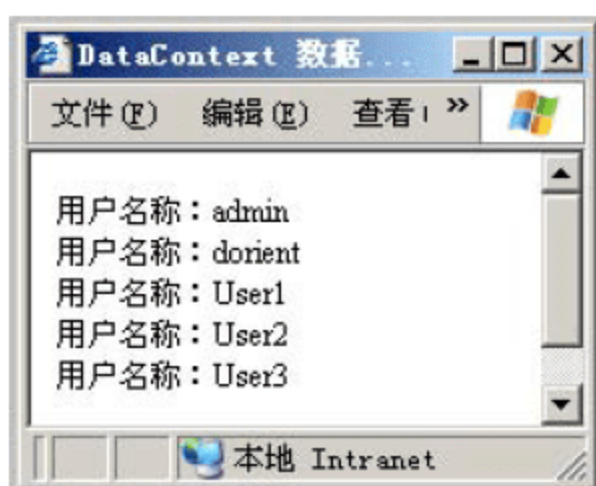 DataContext 数据...
文件(F) 编辑(E) 查看 »
用户名称：admin
用户名称：dorient
用户名称：User1
用户名称：User2
用户名称：User3
本地 Intranet